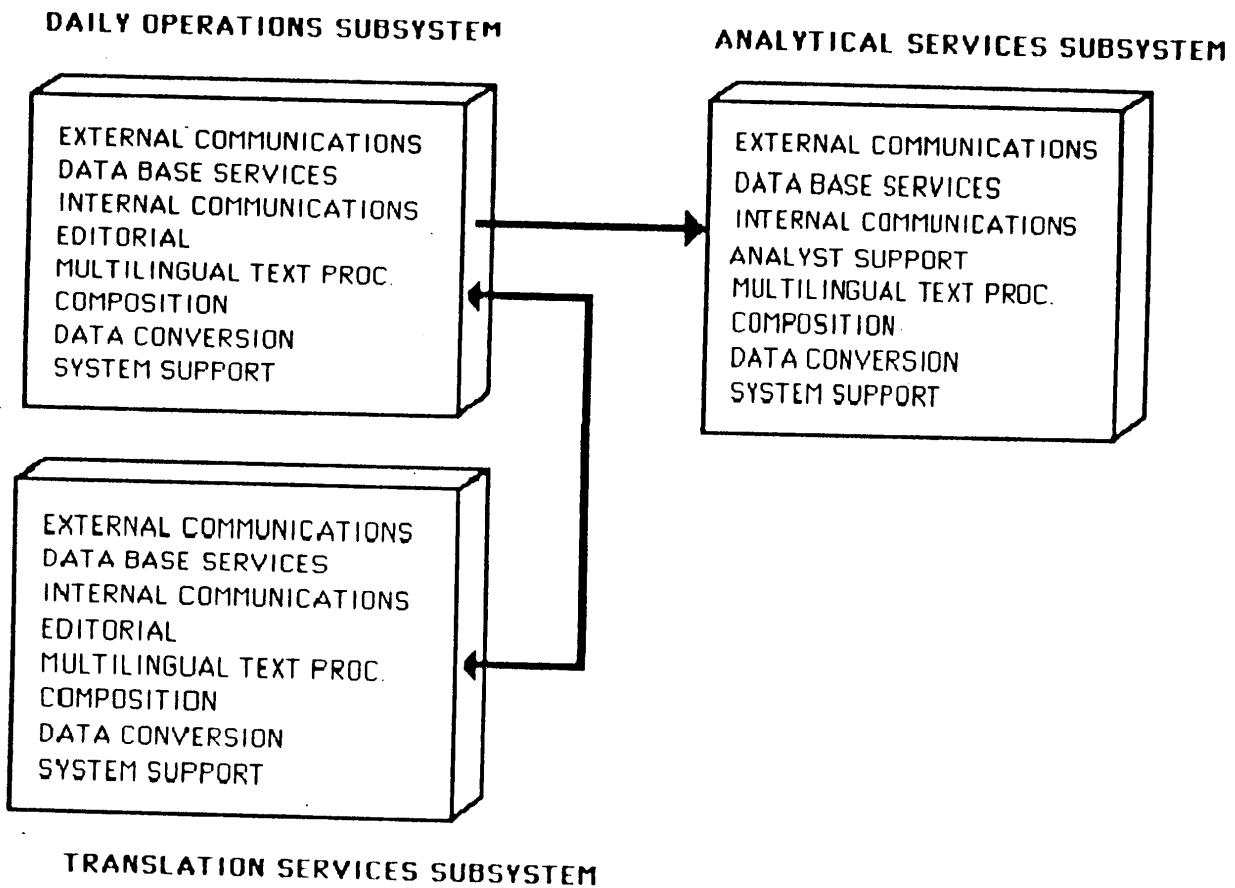 DAILY OPERATIONS SUBSYSTEM
EXTERNAL COMMUNICATIONS
DATA BASE SERVICES
INTERNAL COMMUNICATIONS
EDITORIAL
MULTILINGUAL TEXT PROC.
COMPOSITION
DATA CONVERSION
SYSTEM SUPPORT
ANALYTICAL SERVICES SUBSYSTEM
EXTERNAL COMMUNICATIONS
DATA BASE SERVICES
INTERNAL COMMUNICATIONS
ANALYST SUPPORT
MULTILINGUAL TEXT PROC.
COMPOSITION
DATA CONVERSION
SYSTEM SUPPORT
EXTERNAL COMMUNICATIONS
DATA BASE SERVICES
INTERNAL COMMUNICATIONS
EDITORIAL
MULTILINGUAL TEXT PROC.
COMPOSITION
DATA CONVERSION
SYSTEM SUPPORT
TRANSLATION SERVICES SUBSYSTEM